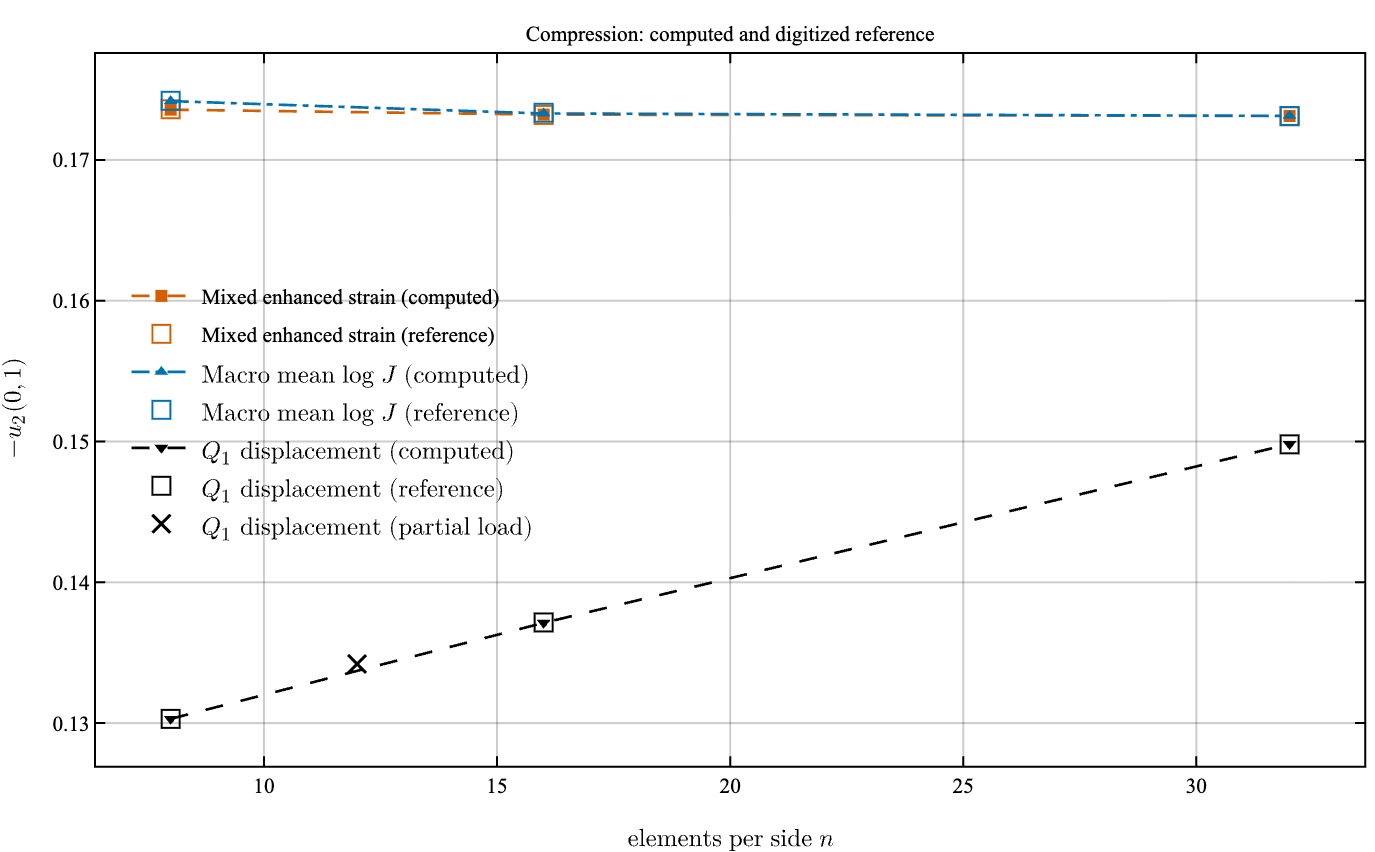 Compression: computed and digitized reference
0.17
0.16
0.15
0.14
0.13
−u₂(0, 1)
Mixed enhanced strain (computed)
Mixed enhanced strain (reference)
Macro mean log J (computed)
Macro mean log J (reference)
Q₁ displacement (computed)
Q₁ displacement (reference)
Q₁ displacement (partial load)
10 15 20 25 30
elements per side n